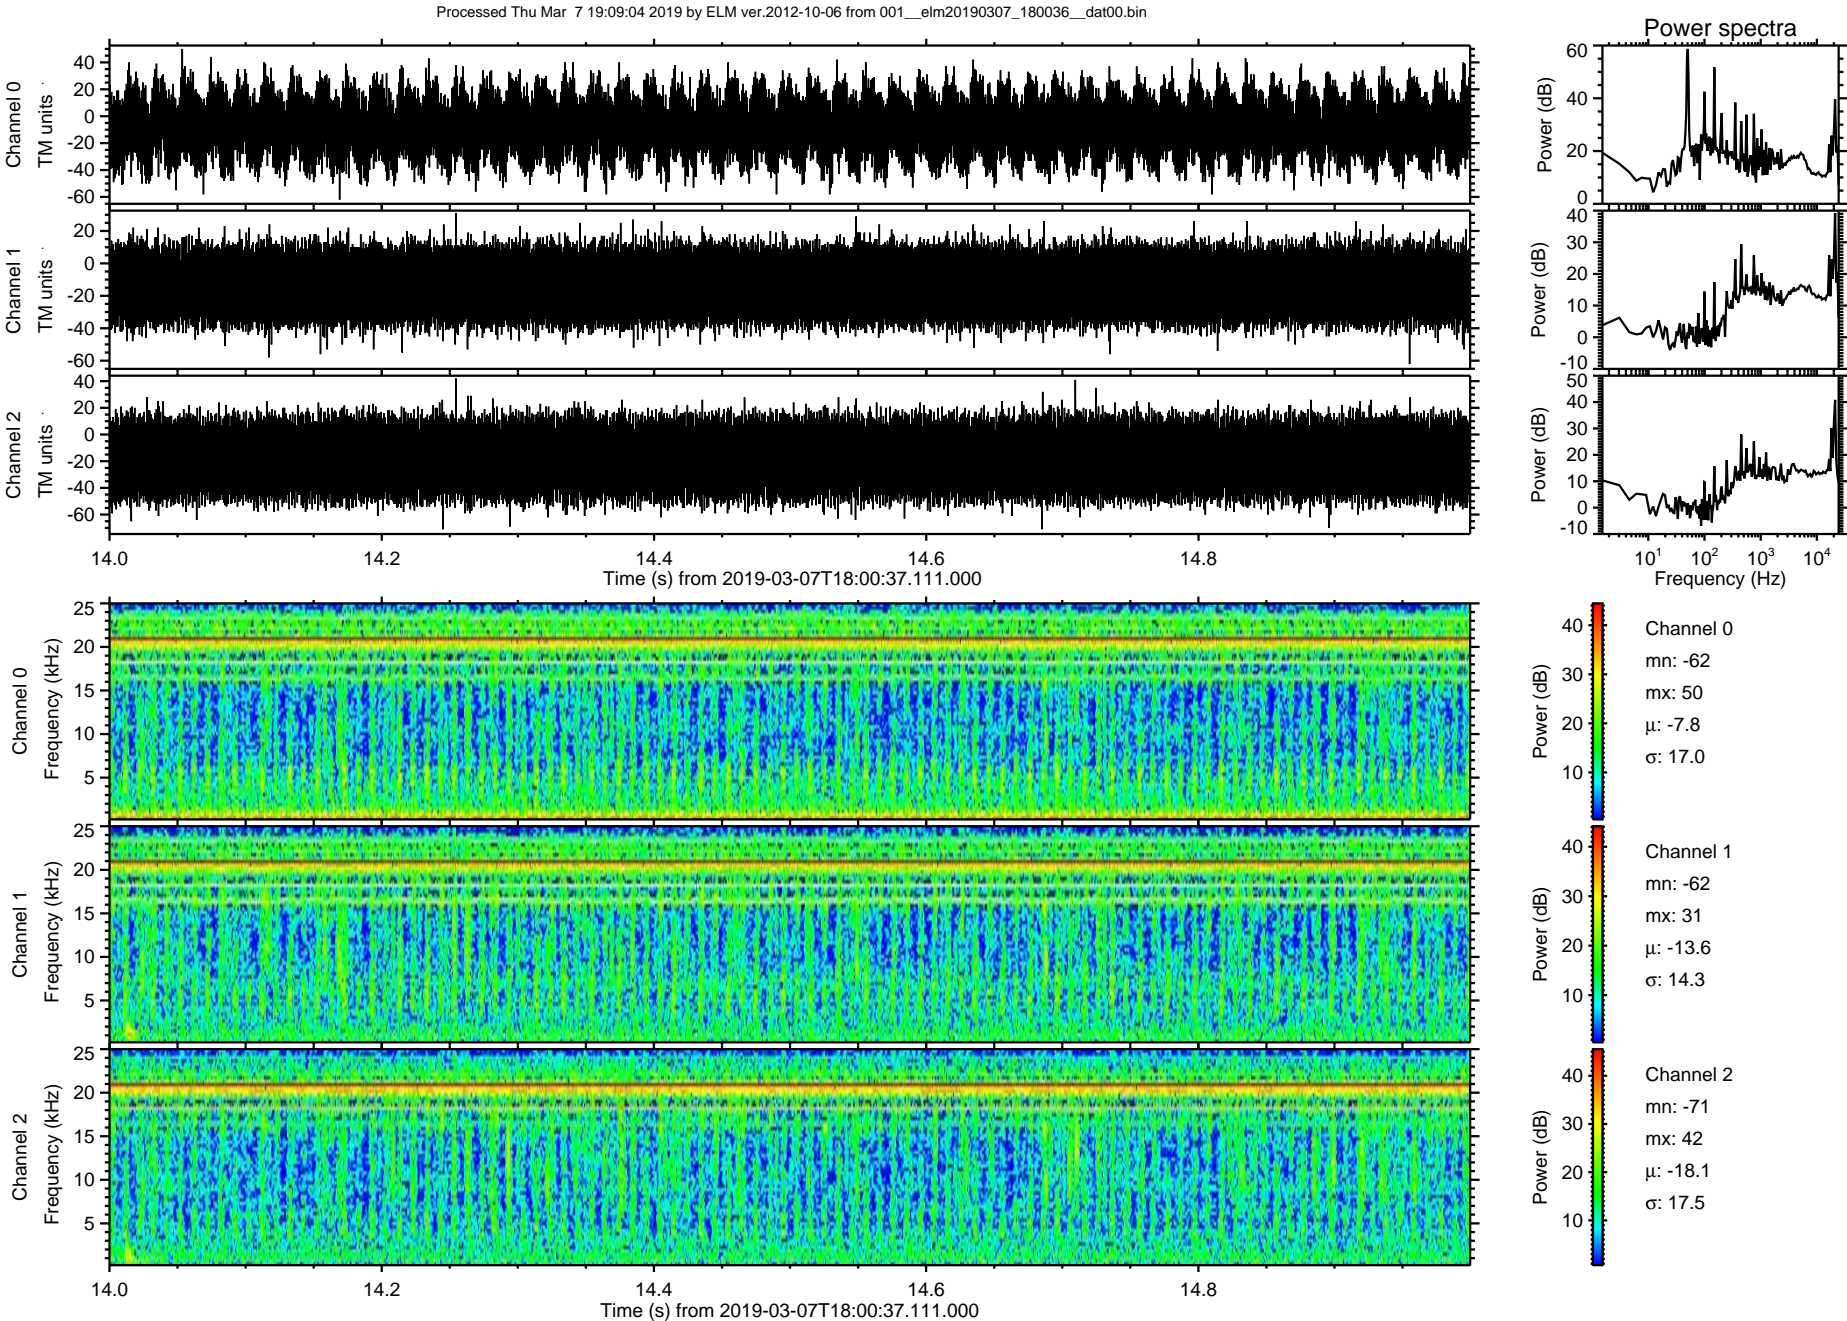 Processed Thu Mar 7 19:09:04 2019 by ELM ver.2012-10-06 from 001__elm20190307_180036__dat00.bin
Power spectra
Channel 0
TM units
40
20
0
-20
-40
-60
Power (dB)
60
40
20
0
Channel 1
TM units
20
0
-20
-40
-60
Power (dB)
40
30
20
10
0
-10
Channel 2
TM units
40
20
0
-20
-40
-60
Power (dB)
50
40
30
20
10
0
-10
14.0 14.2 14.4 14.6 14.8
Time (s) from 2019-03-07T18:00:37.111.000
10^1 10^2 10^3 10^4
Frequency (Hz)
Channel 0
Frequency (kHz)
25
20
15
10
5
Power (dB)
40
30
20
10
Channel 0
mn: -62
mx: 50
μ: -7.8
σ: 17.0
Channel 1
Frequency (kHz)
25
20
15
10
5
Power (dB)
40
30
20
10
Channel 1
mn: -62
mx: 31
μ: -13.6
σ: 14.3
Channel 2
Frequency (kHz)
25
20
15
10
5
Power (dB)
40
30
20
10
Channel 2
mn: -71
mx: 42
μ: -18.1
σ: 17.5
14.0 14.2 14.4 14.6 14.8
Time (s) from 2019-03-07T18:00:37.111.000